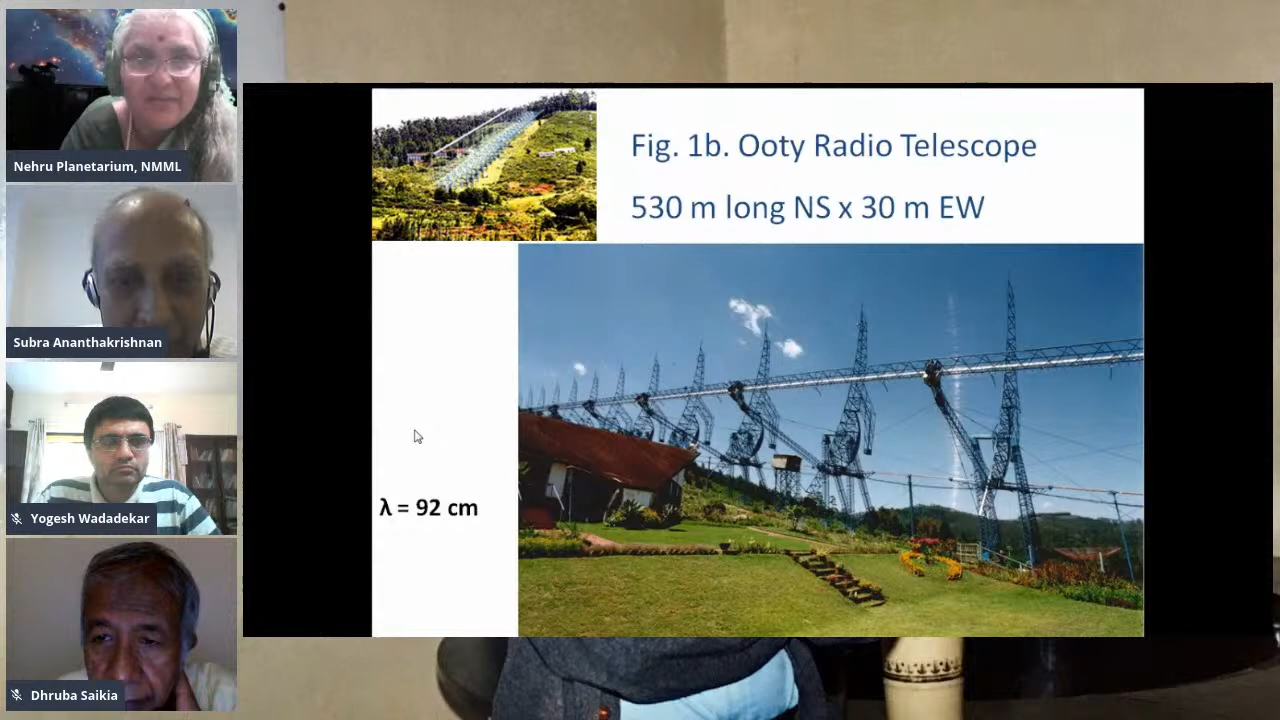 Nehru Planetarium, NMML
Subra Ananthakrishnan
Yogesh Wadadekar
Dhruba Saikia
Fig. 1b. Ooty Radio Telescope
530 m long NS x 30 m EW
λ = 92 cm